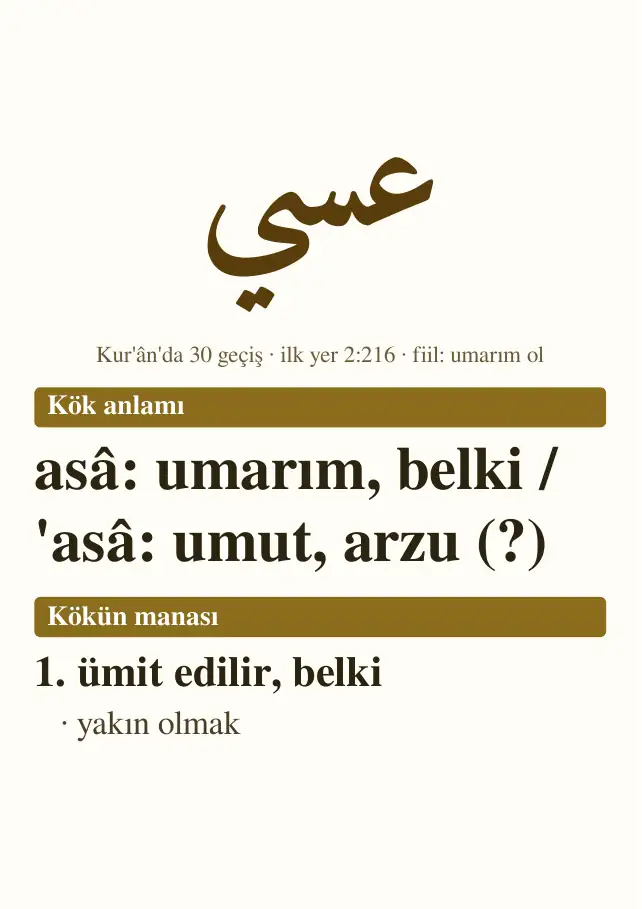 عسي
Kur'ân'da 30 geçiş · ilk yer 2:216 · fiil: umarım ol
Kök anlamı
asâ: umarım, belki /
'asâ: umut, arzu (?)
Kökün manası
1. ümit edilir, belki
· yakın olmak